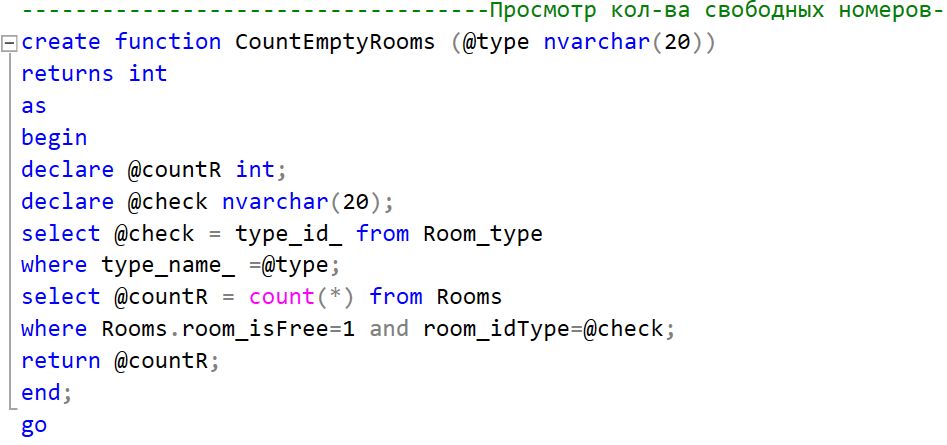 -----------------------------------Просмотр кол-ва свободных номеров-
create function CountEmptyRooms (@type nvarchar(20))
returns int
as
begin
declare @countR int;
declare @check nvarchar(20);
select @check = type_id_ from Room_type
where type_name_ =@type;
select @countR = count(*) from Rooms
where Rooms.room_isFree=1 and room_idType=@check;
return @countR;
end;
go